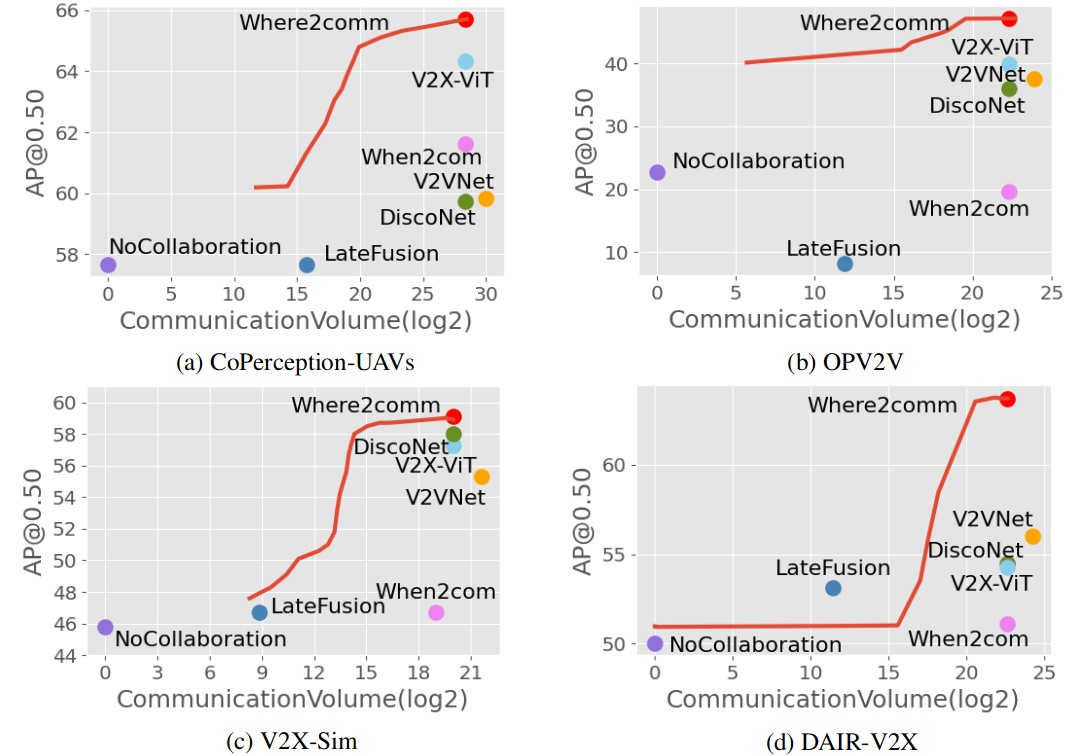 66
64
62
60
58
AP@0.50
Where2comm
V2X-ViT
When2com
V2VNet
DiscoNet
NoCollaboration
LateFusion
0 5 10 15 20 25 30
CommunicationVolume(log2)
(a) CoPerception-UAVs
40
30
20
10
AP@0.50
Where2comm
V2X-ViT
V2VNet
DiscoNet
NoCollaboration
When2com
LateFusion
0 5 10 15 20 25
CommunicationVolume(log2)
(b) OPV2V
60
58
56
54
52
50
48
46
44
AP@0.50
Where2comm
DiscoNet
V2X-ViT
V2VNet
When2com
LateFusion
NoCollaboration
0 3 6 9 12 15 18 21
CommunicationVolume(log2)
(c) V2X-Sim
60
55
50
AP@0.50
Where2comm
V2VNet
DiscoNet
LateFusion
V2X-ViT
When2com
NoCollaboration
0 5 10 15 20 25
CommunicationVolume(log2)
(d) DAIR-V2X